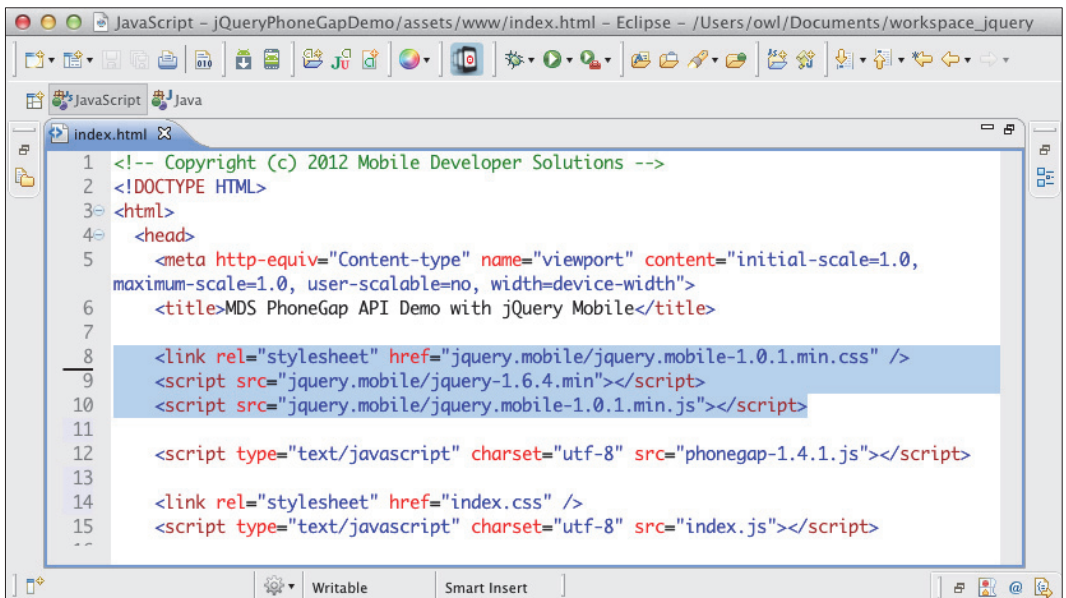 JavaScript – jQueryPhoneGapDemo/assets/www/index.html – Eclipse – /Users/owl/Documents/workspace_jquery
JavaScript Java
index.html
1 <!-- Copyright (c) 2012 Mobile Developer Solutions -->
2 <!DOCTYPE HTML>
3 <html>
4 <head>
5 <meta http-equiv="Content-type" name="viewport" content="initial-scale=1.0,
maximum-scale=1.0, user-scalable=no, width=device-width">
6 <title>MDS PhoneGap API Demo with jQuery Mobile</title>
7
8 <link rel="stylesheet" href="jquery.mobile/jquery.mobile-1.0.1.min.css" />
9 <script src="jquery.mobile/jquery-1.6.4.min"></script>
10 <script src="jquery.mobile/jquery.mobile-1.0.1.min.js"></script>
11
12 <script type="text/javascript" charset="utf-8" src="phonegap-1.4.1.js"></script>
13
14 <link rel="stylesheet" href="index.css" />
15 <script type="text/javascript" charset="utf-8" src="index.js"></script>
Writable Smart Insert